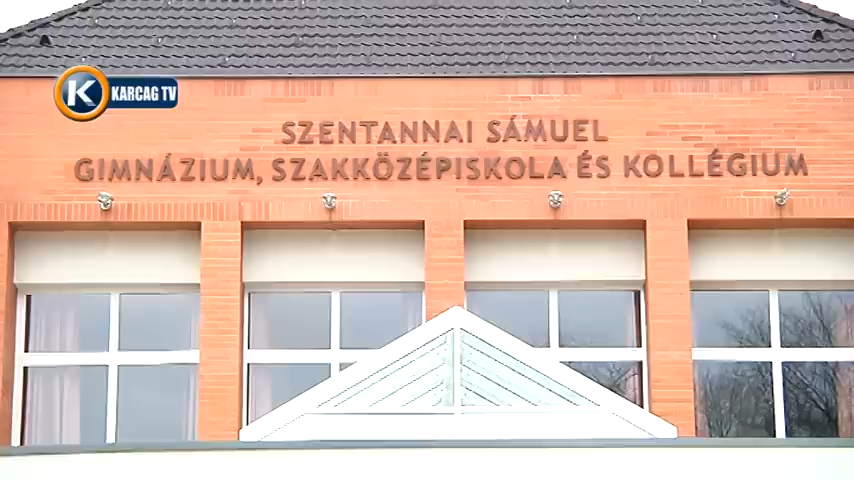 K KARCAG TV
SZENTANNAI SÁMUEL
GIMNÁZIUM, SZAKKÖZÉPISKOLA ÉS KOLLÉGIUM